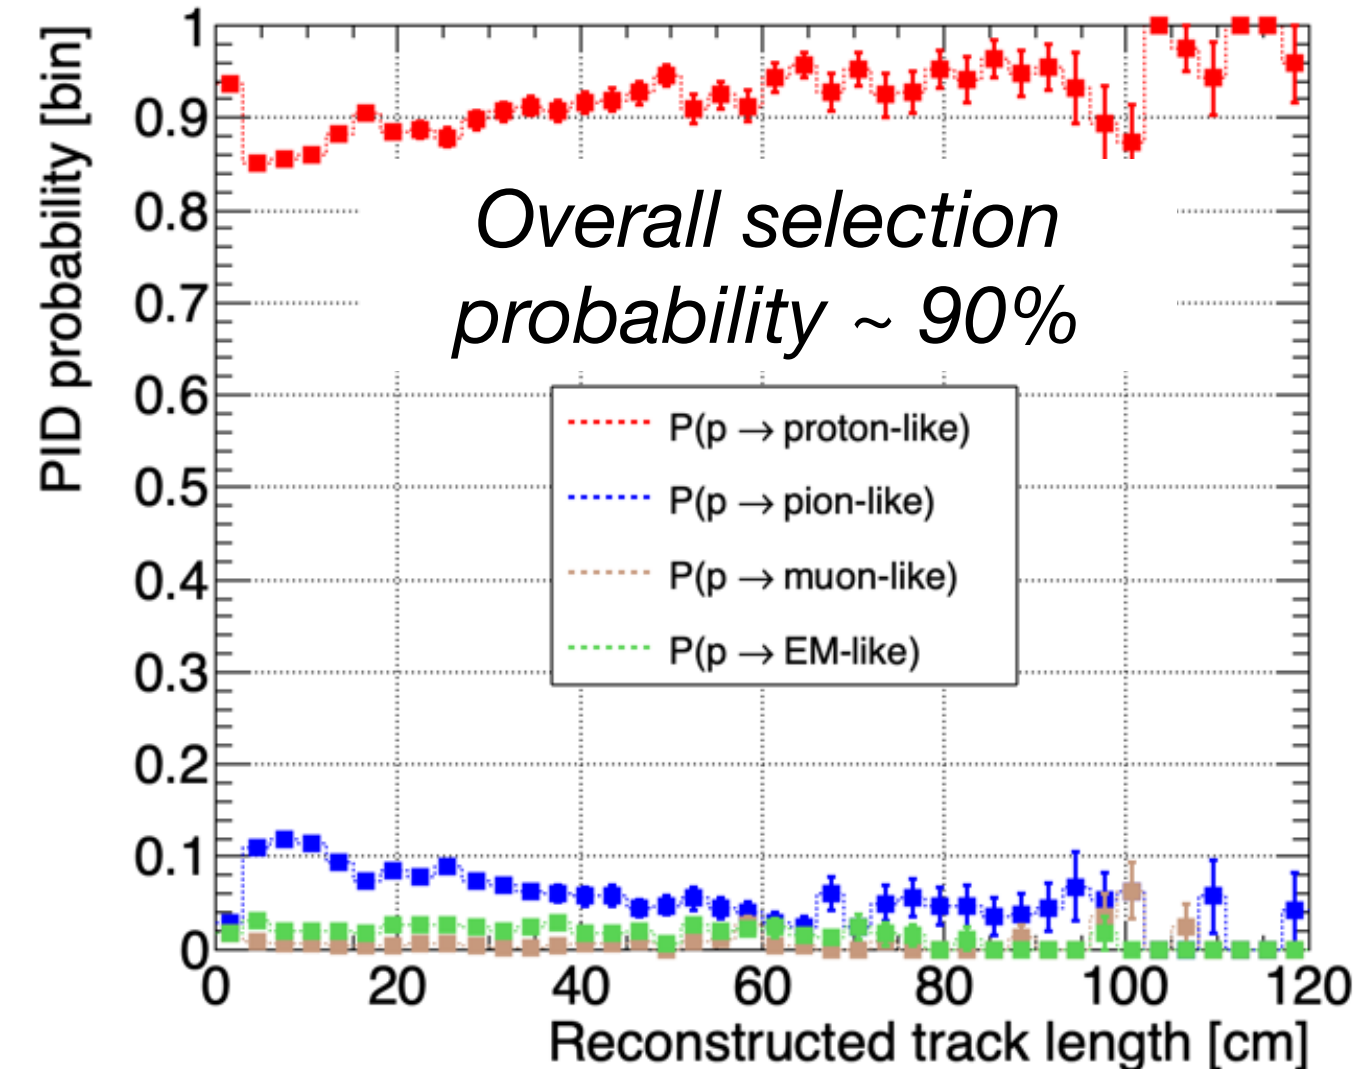 PID probability [bin]
1
0.9
0.8
0.7
0.6
0.5
0.4
0.3
0.2
0.1
0
Overall selection
probability ~ 90%
P(p → proton-like)
P(p → pion-like)
P(p → muon-like)
P(p → EM-like)
0 20 40 60 80 100 120
Reconstructed track length [cm]